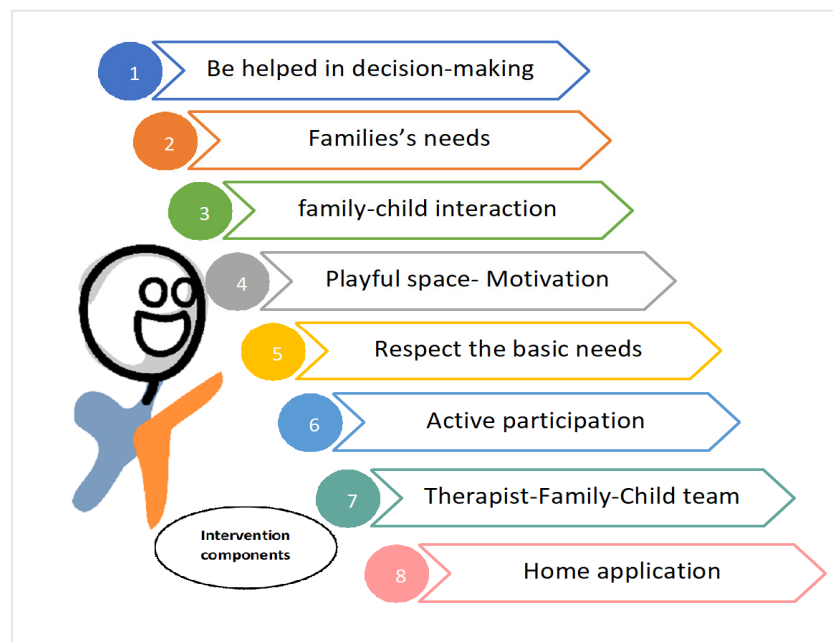 1 Be helped in decision-making
2 Families's needs
3 family-child interaction
4 Playful space- Motivation
5 Respect the basic needs
6 Active participation
7 Therapist-Family-Child team
Intervention
components
8 Home application